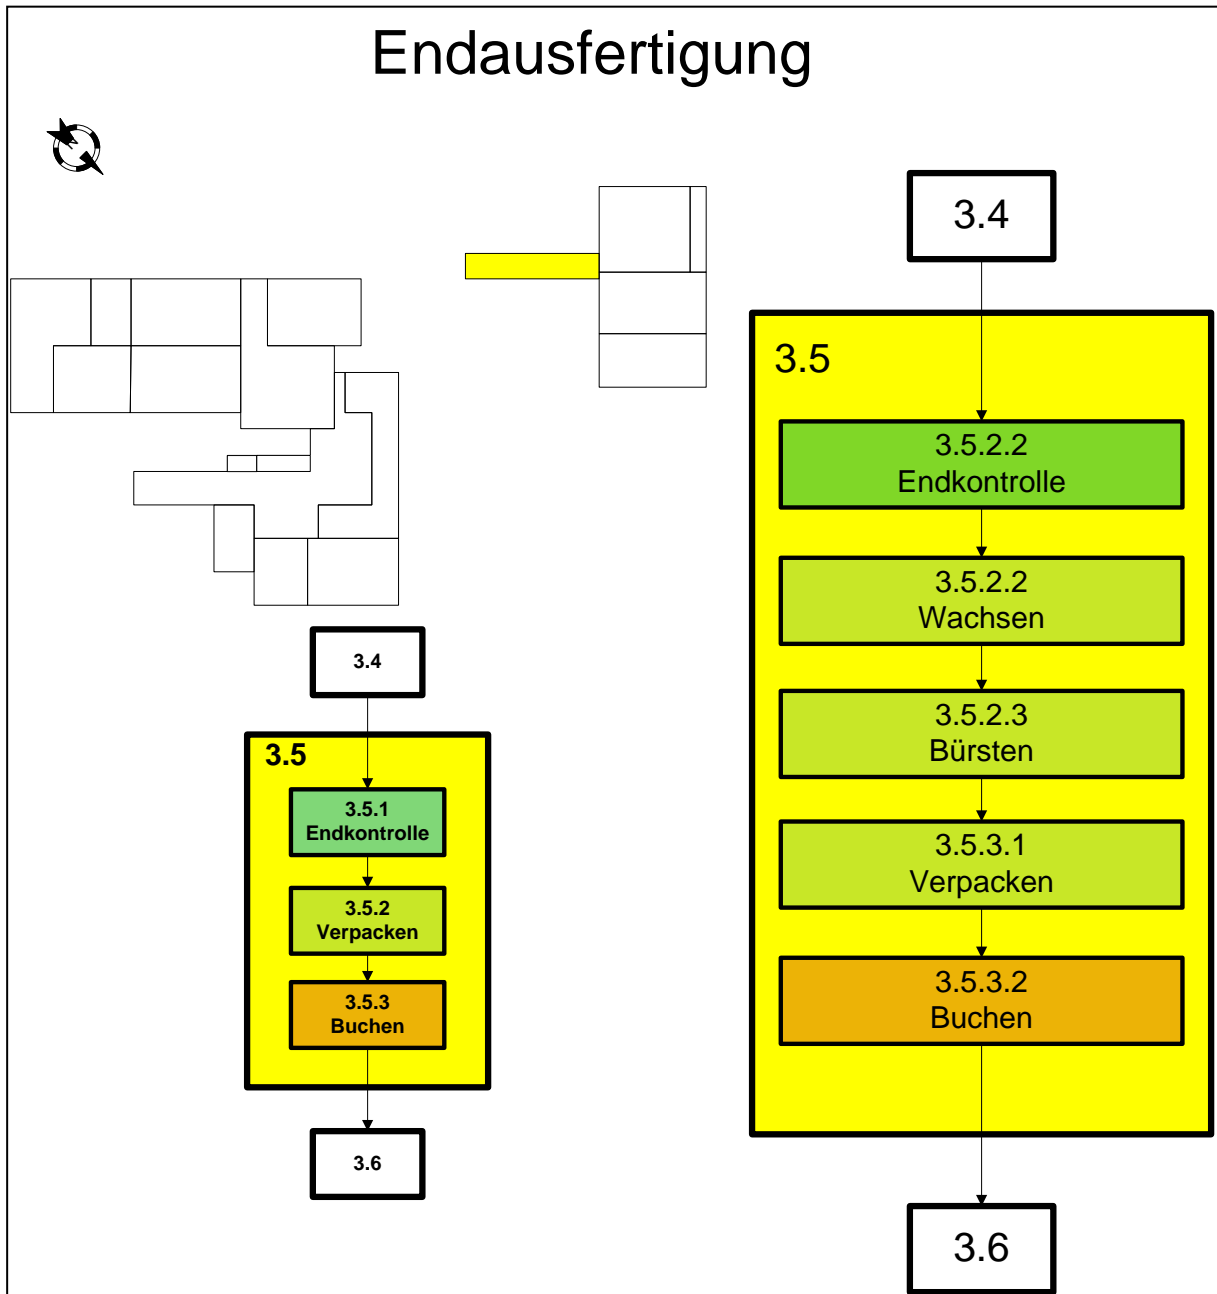 Endausfertigung
3.4
3.5
3.5.1
Endkontrolle
3.5.2
Verpacken
3.5.3
Buchen
3.6
3.4
3.5
3.5.2.2
Endkontrolle
3.5.2.2
Wachsen
3.5.2.3
Bürsten
3.5.3.1
Verpacken
3.5.3.2
Buchen
3.6